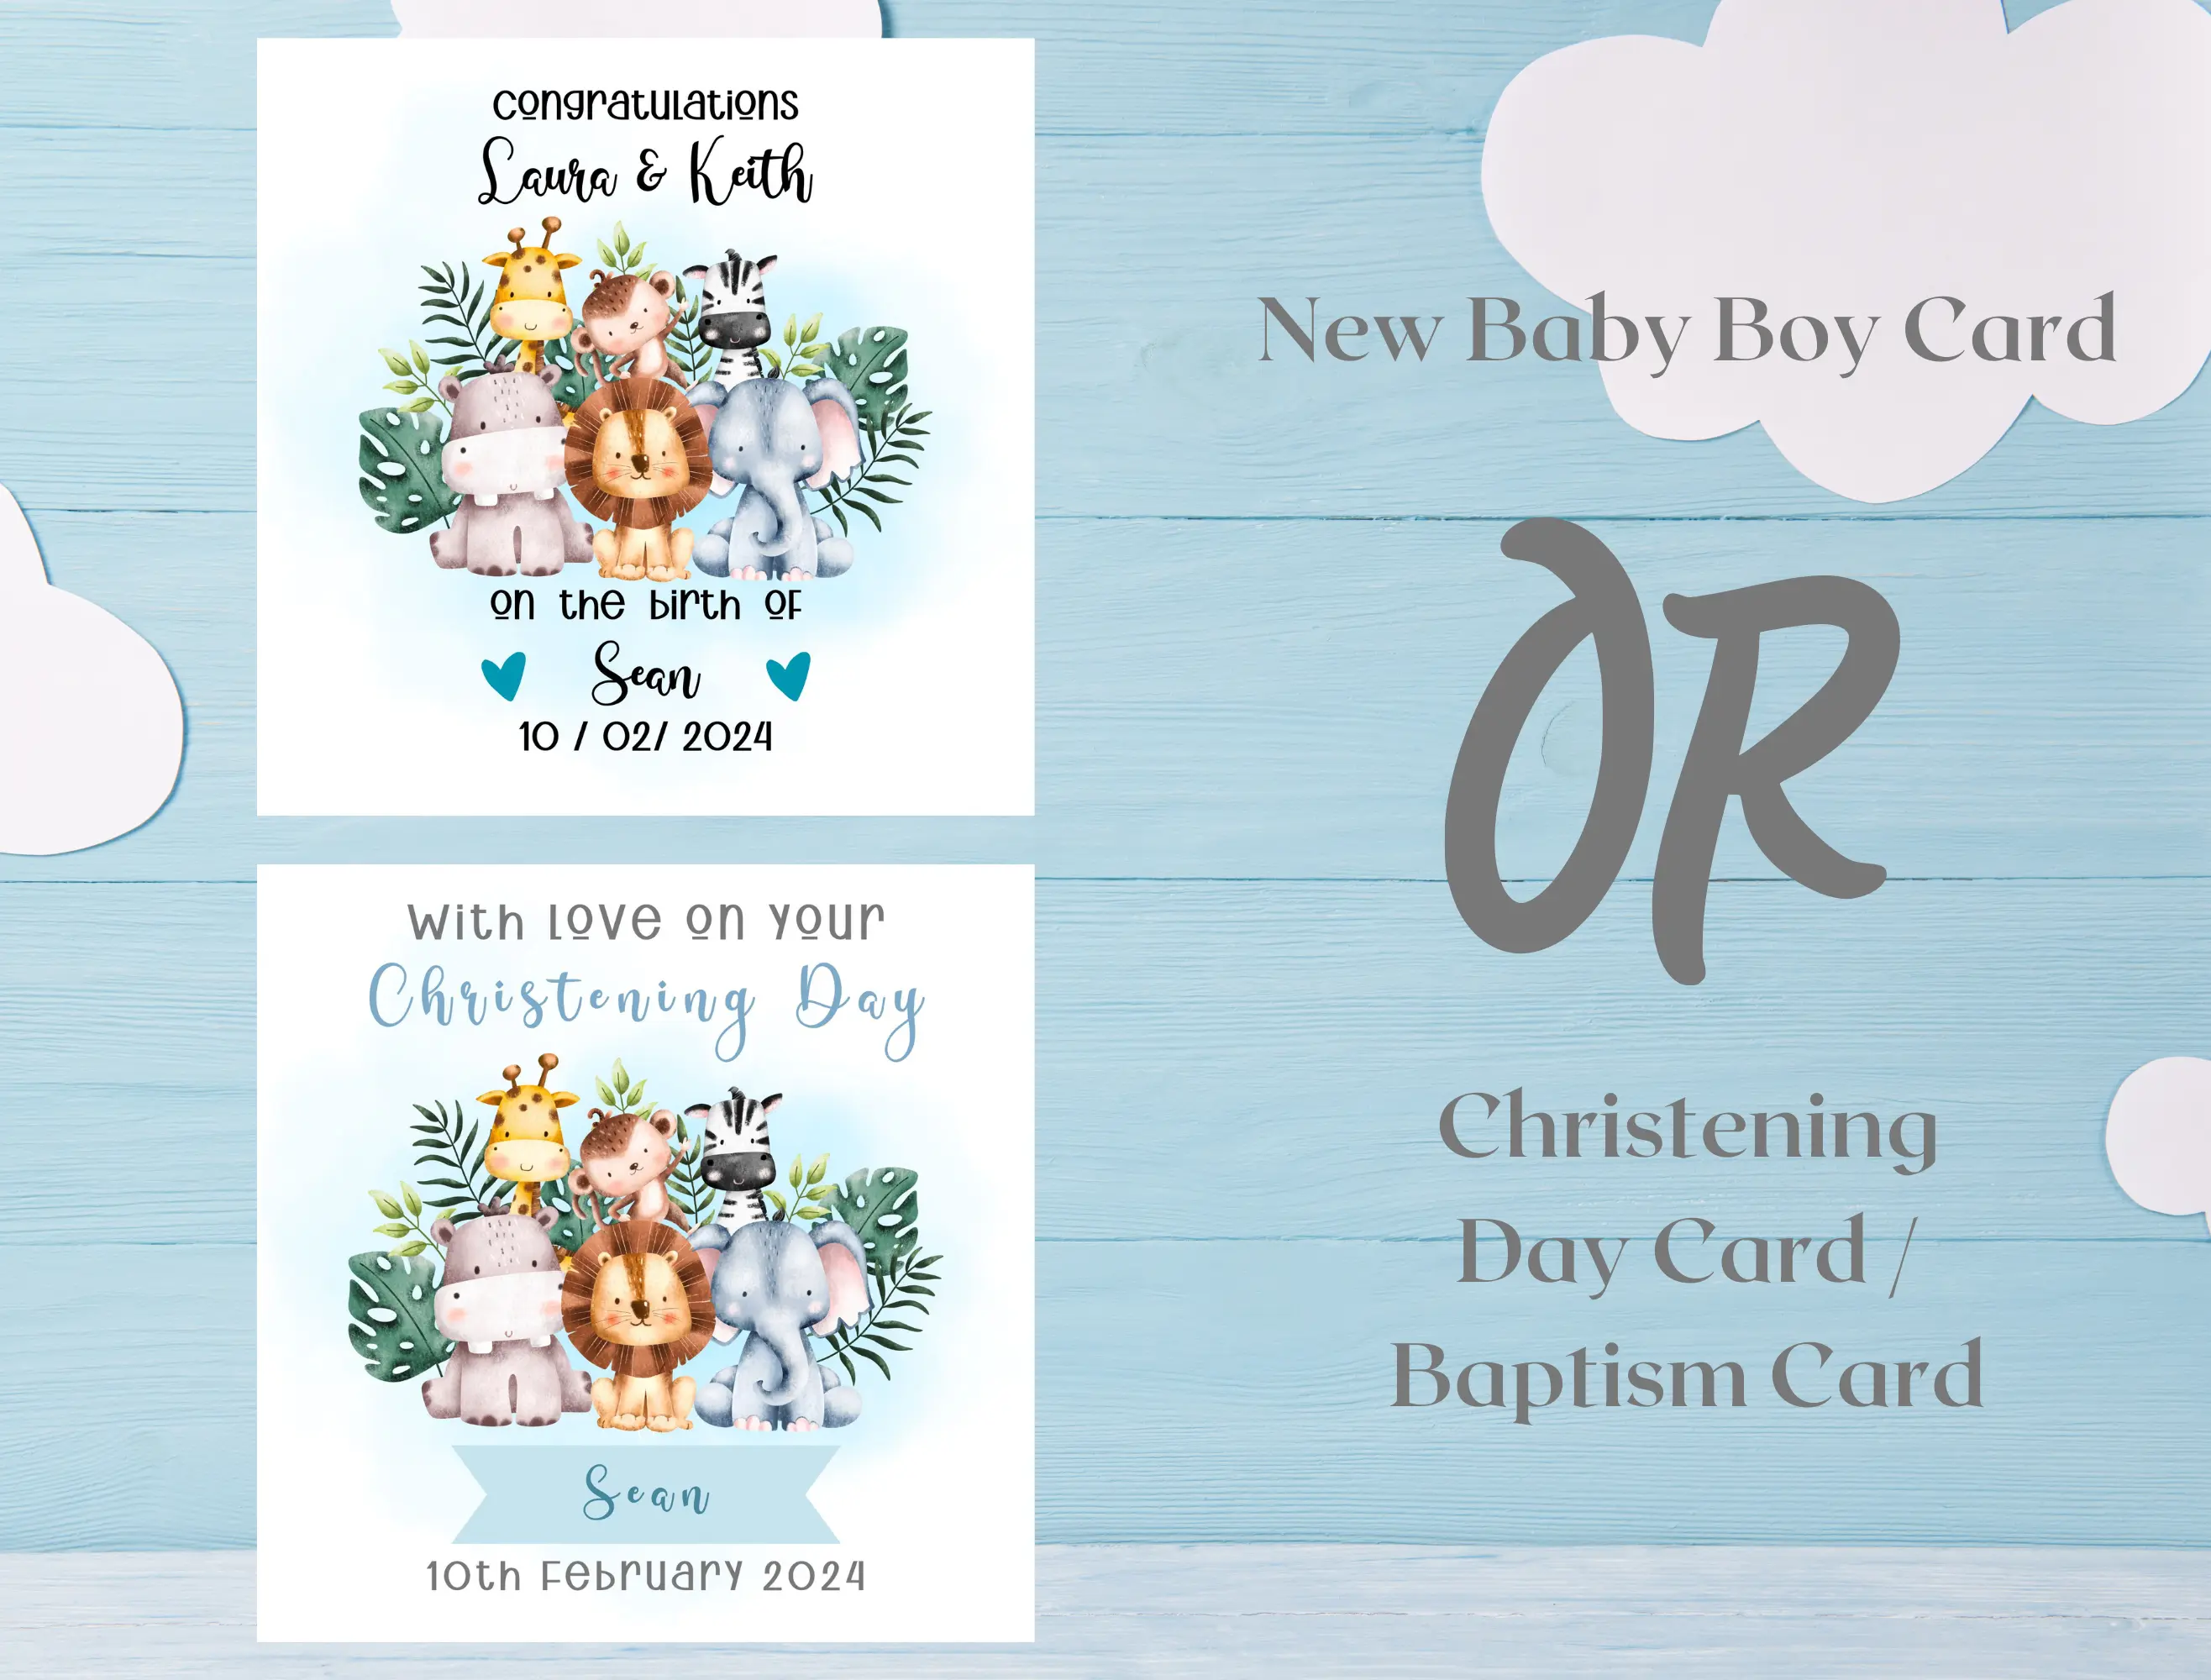 congratulations
Laura & Keith
on the birth of
Sean
10 / 02/ 2024
With love on your
Christening Day
Sean
10th February 2024
New Baby Boy Card
OR
Christening
Day Card /
Baptism Card